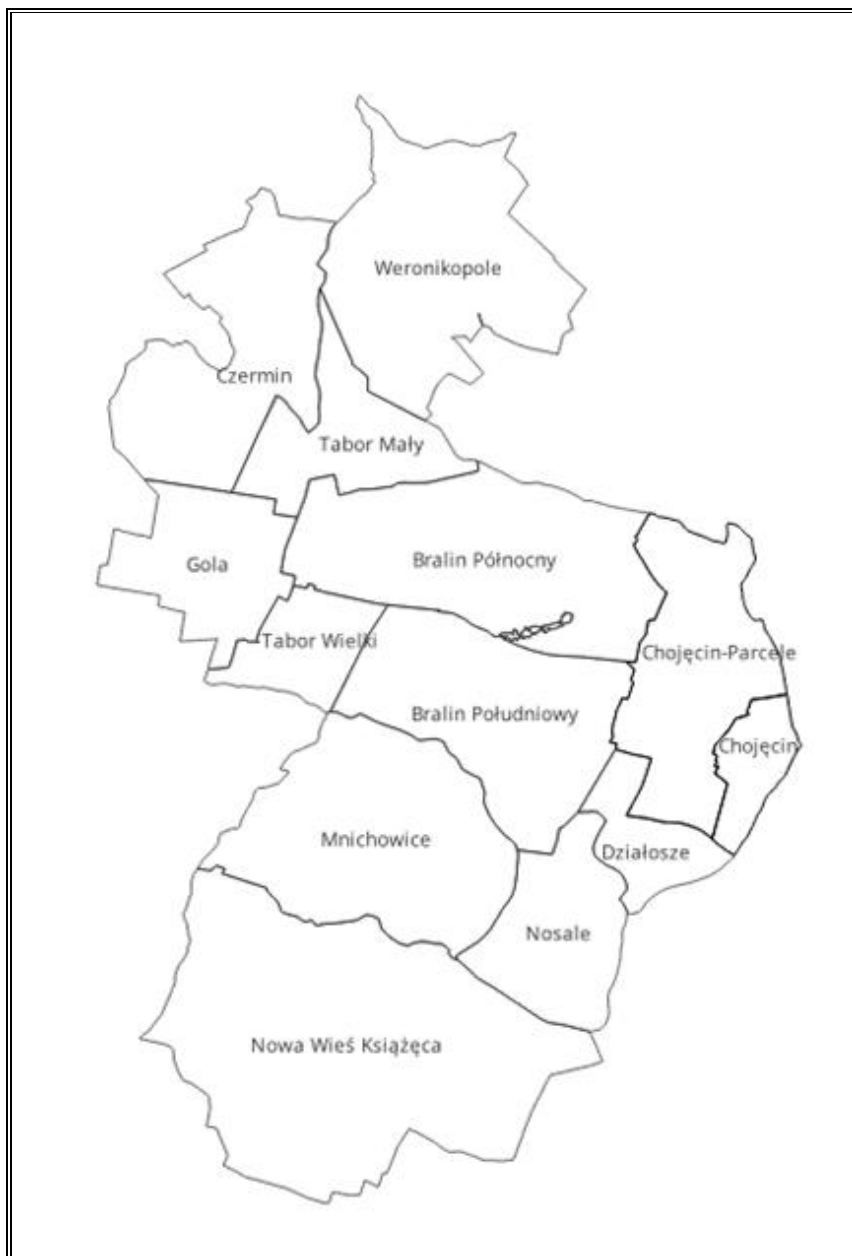 Weronikopole
Czermin
Tabor Mały
Gola
Bralin Północny
Tabor Wielki
Chojęcin-Parcele
Bralin Południowy
Chojęcin
Mnichowice
Działosze
Nosale
Nowa Wieś Książęca